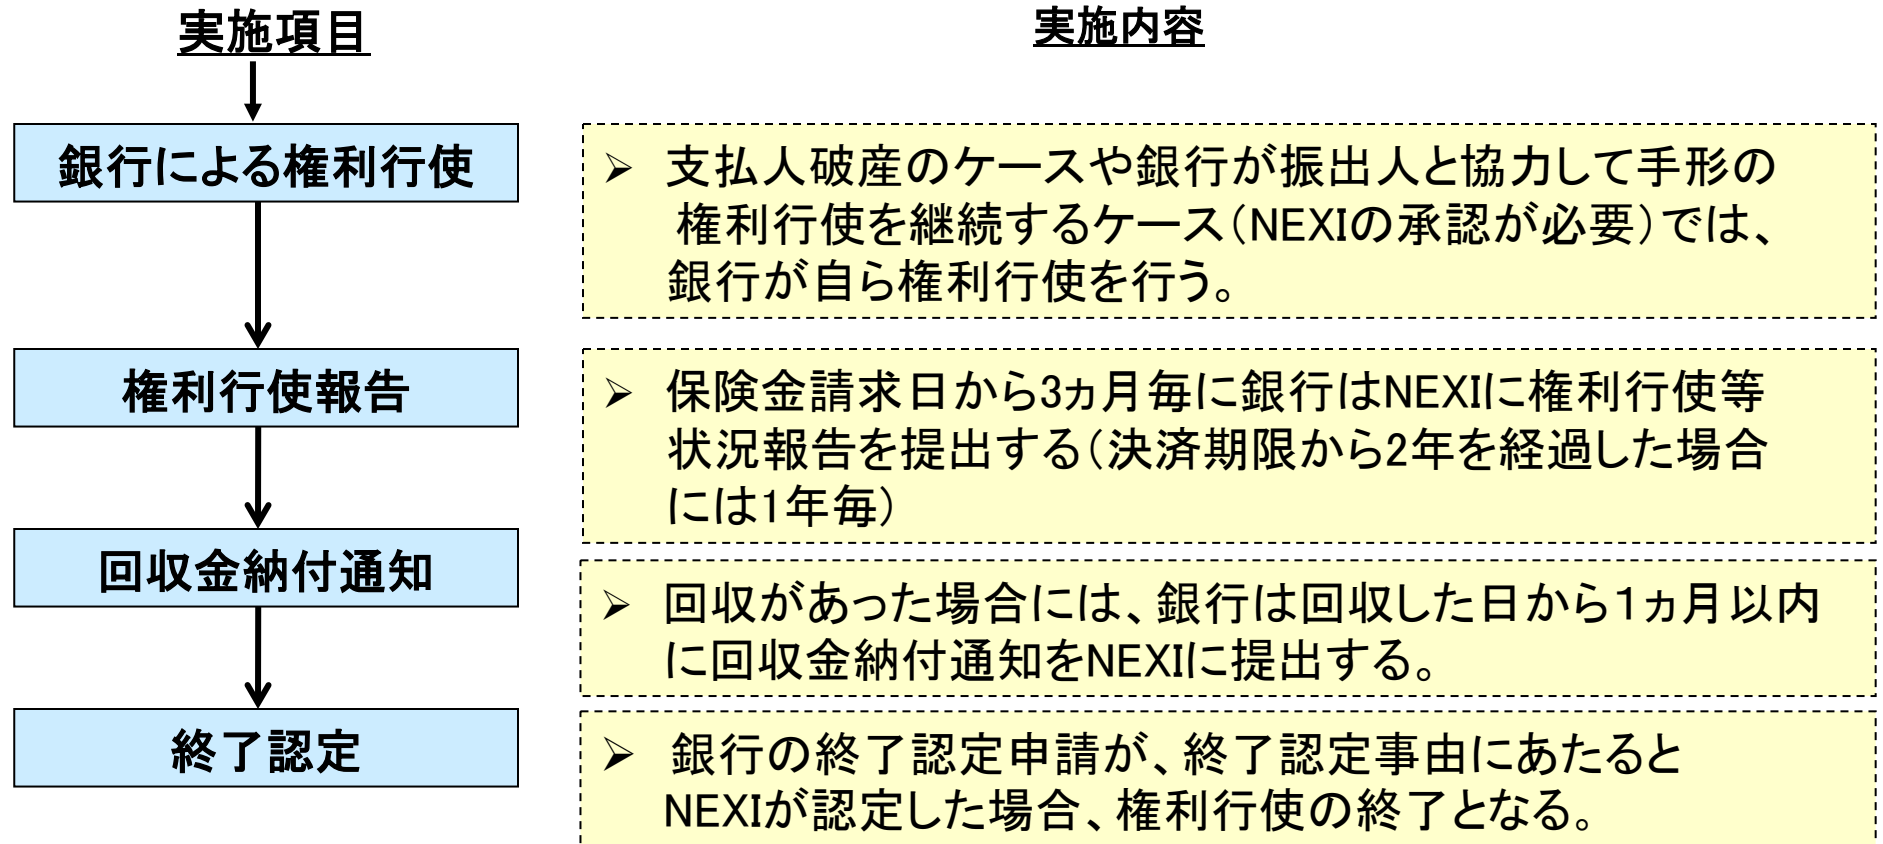 実施項目
実施内容
銀行による権利行使
➢ 支払人破産のケースや銀行が振出人と協力して手形の
権利行使を継続するケース（NEXIの承認が必要）では、
銀行が自ら権利行使を行う。
権利行使報告
➢ 保険金請求日から3ヵ月毎に銀行はNEXIに権利行使等
状況報告を提出する（決済期限から2年を経過した場合
には1年毎）
回収金納付通知
➢ 回収があった場合には、銀行は回収した日から１ヵ月以内
に回収金納付通知をNEXIに提出する。
終了認定
➢ 銀行の終了認定申請が、終了認定事由にあたると
NEXIが認定した場合、権利行使の終了となる。